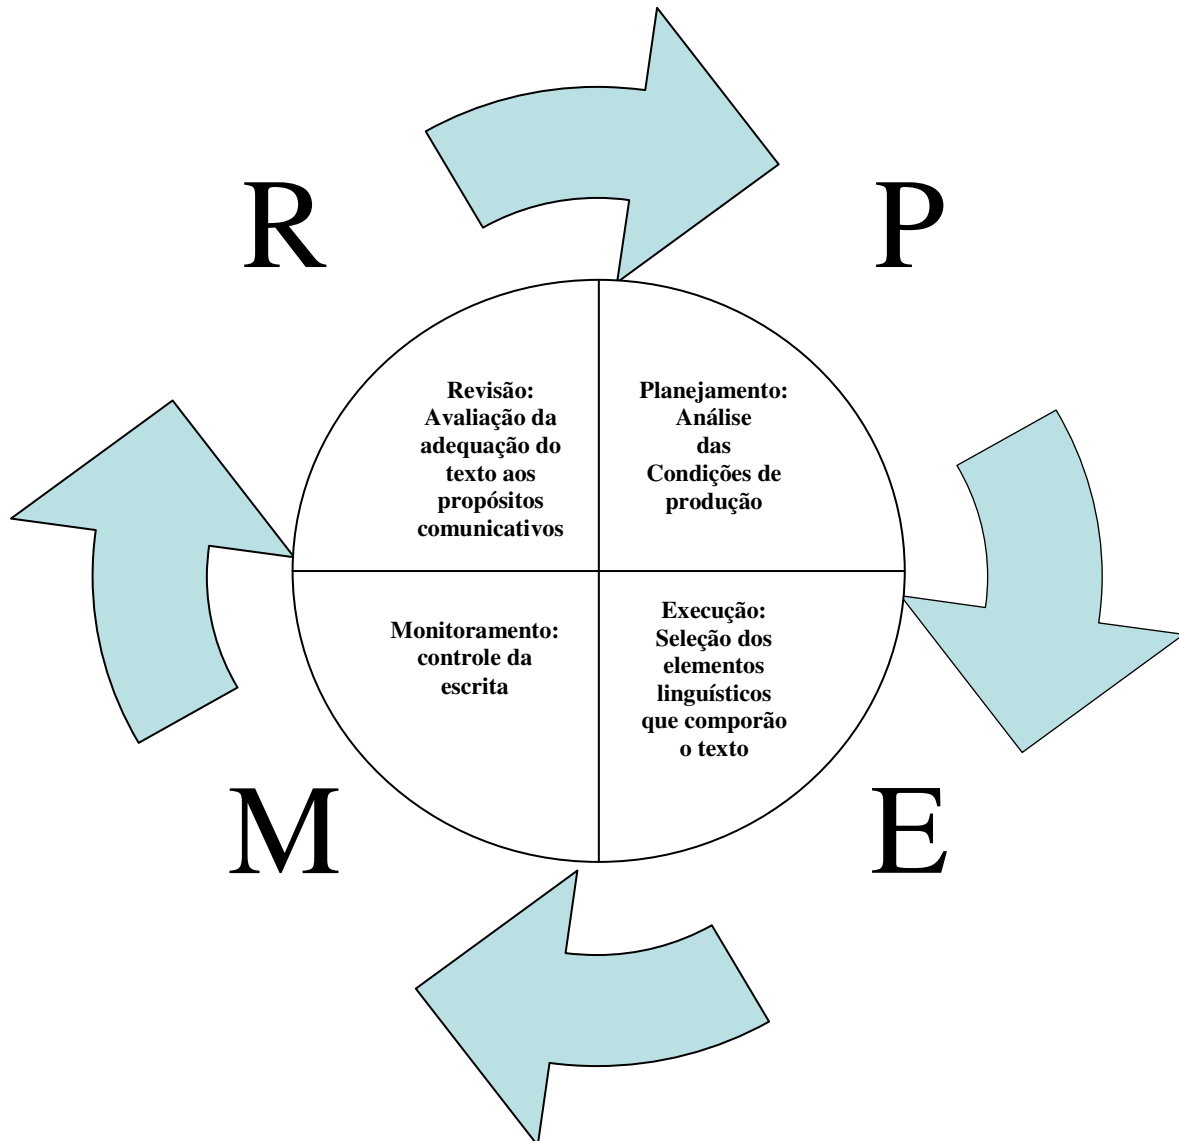 R
P
Revisão:
Avaliação da
adequação do
texto aos
propósitos
comunicativos
Planejamento:
Análise
das
Condições de
produção
Monitoramento:
controle da
escrita
Execução:
Seleção dos
elementos
linguísticos
que comporão
o texto
M
E